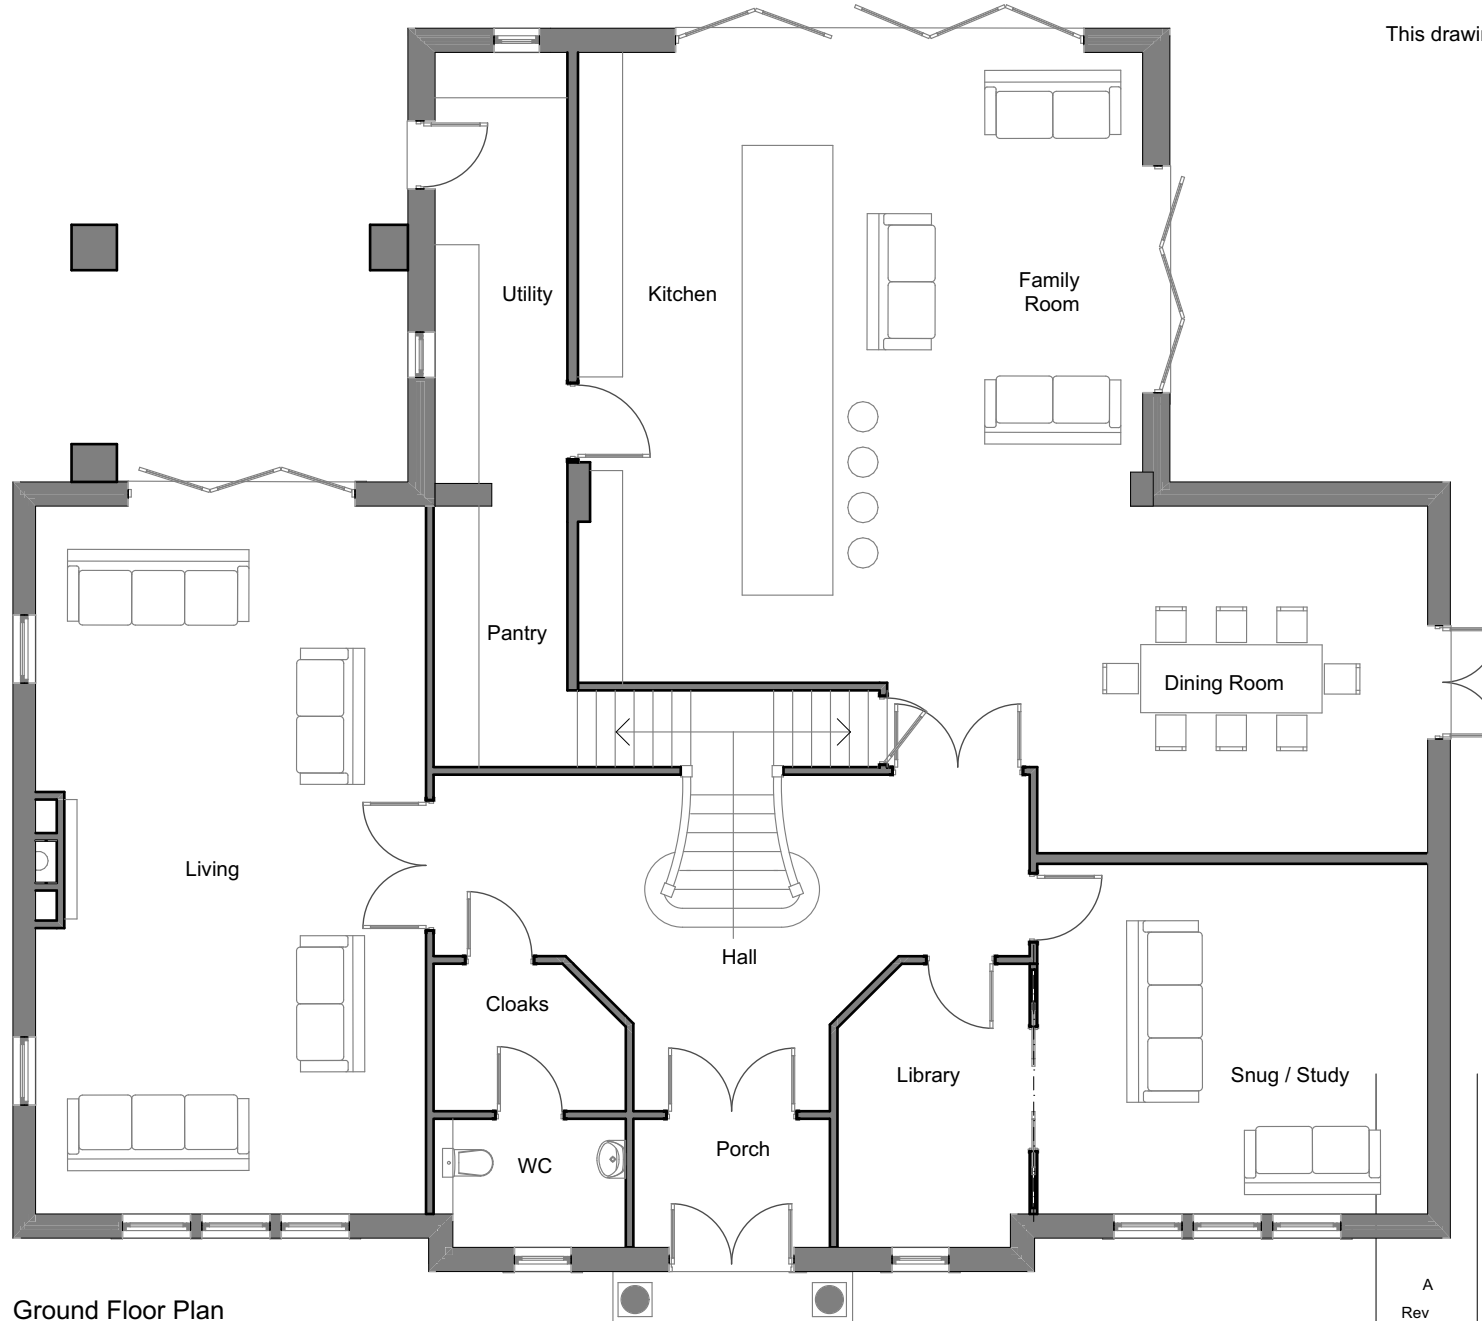 This drawi
Utility
Kitchen
Family
Room
Pantry
Dining Room
Living
Hall
Cloaks
Library
Snug / Study
Porch
WC
A
Rev
Ground Floor Plan